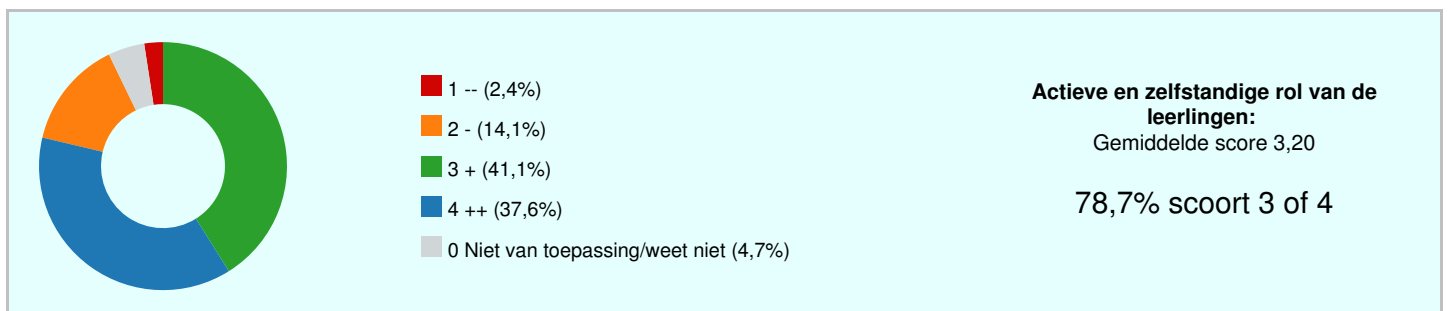 1 -- (2,4%)
2 - (14,1%)
3 + (41,1%)
4 ++ (37,6%)
0 Niet van toepassing/weet niet (4,7%)
Actieve en zelfstandige rol van de
leerlingen:
Gemiddelde score 3,20
78,7% scoort 3 of 4